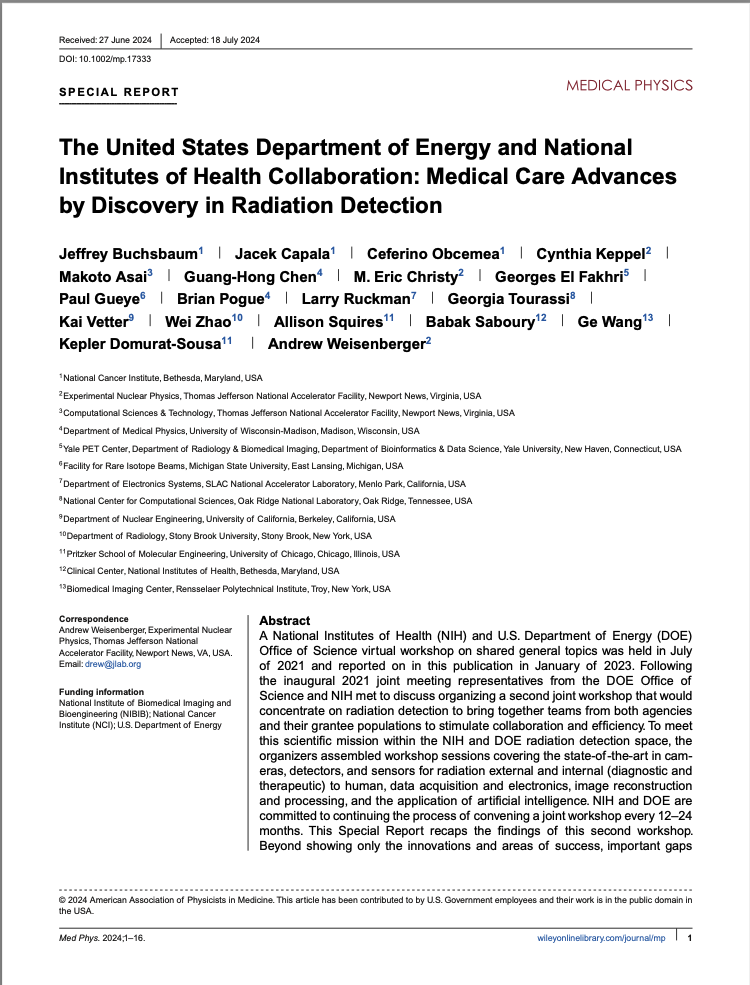 Received: 27 June 2024 | Accepted: 18 July 2024
DOI: 10.1002/mp.17333
SPECIAL REPORT
MEDICAL PHYSICS
The United States Department of Energy and National
Institutes of Health Collaboration: Medical Care Advances
by Discovery in Radiation Detection
Jeffrey Buchsbaum1 | Jacek Capala1 | Ceferino Obcemea1 | Cynthia Keppel2 |
Makoto Asai3 | Guang-Hong Chen4 | M. Eric Christy2 | Georges El Fakhri5 |
Paul Gueye6 | Brian Pogue4 | Larry Ruckman7 | Georgia Tourassi8 |
Kai Vetter9 | Wei Zhao10 | Allison Squires11 | Babak Saboury12 | Ge Wang13 |
Kepler Domurat-Sousa11 | Andrew Weisenberger2
1National Cancer Institute, Bethesda, Maryland, USA
2Experimental Nuclear Physics, Thomas Jefferson National Accelerator Facility, Newport News, Virginia, USA
3Computational Sciences & Technology, Thomas Jefferson National Accelerator Facility, Newport News, Virginia, USA
4Department of Medical Physics, University of Wisconsin-Madison, Madison, Wisconsin, USA
5Yale PET Center, Department of Radiology & Biomedical Imaging, Department of Bioinformatics & Data Science, Yale University, New Haven, Connecticut, USA
6Facility for Rare Isotope Beams, Michigan State University, East Lansing, Michigan, USA
7Department of Electronics Systems, SLAC National Accelerator Laboratory, Menlo Park, California, USA
8National Center for Computational Sciences, Oak Ridge National Laboratory, Oak Ridge, Tennessee, USA
9Department of Nuclear Engineering, University of California, Berkeley, California, USA
10Department of Radiology, Stony Brook University, Stony Brook, New York, USA
11Pritzker School of Molecular Engineering, University of Chicago, Chicago, Illinois, USA
12Clinical Center, National Institutes of Health, Bethesda, Maryland, USA
13Biomedical Imaging Center, Rensselaer Polytechnical Institute, Troy, New York, USA
Correspondence
Andrew Weisenberger, Experimental Nuclear
Physics, Thomas Jefferson National
Accelerator Facility, Newport News, VA, USA.
Email: drew@jlab.org
Funding information
National Institute of Biomedical Imaging and
Bioengineering (NIBIB); National Cancer
Institute (NCI); U.S. Department of Energy
Abstract
A National Institutes of Health (NIH) and U.S. Department of Energy (DOE)
Office of Science virtual workshop on shared general topics was held in July
of 2021 and reported on in this publication in January of 2023. Following
the inaugural 2021 joint meeting representatives from the DOE Office of
Science and NIH met to discuss organizing a second joint workshop that would
concentrate on radiation detection to bring together teams from both agencies
and their grantee populations to stimulate collaboration and efficiency. To meet
this scientific mission within the NIH and DOE radiation detection space, the
organizers assembled workshop sessions covering the state-of-the-art in cam-
eras, detectors, and sensors for radiation external and internal (diagnostic and
therapeutic) to human, data acquisition and electronics, image reconstruction
and processing, and the application of artificial intelligence. NIH and DOE are
committed to continuing the process of convening a joint workshop every 12–24
months. This Special Report recaps the findings of this second workshop.
Beyond showing only the innovations and areas of success, important gaps
© 2024 American Association of Physicists in Medicine. This article has been contributed to by U.S. Government employees and their work is in the public domain in
the USA.
Med Phys. 2024;1–16.
wileyonlinelibrary.com/journal/mp | 1